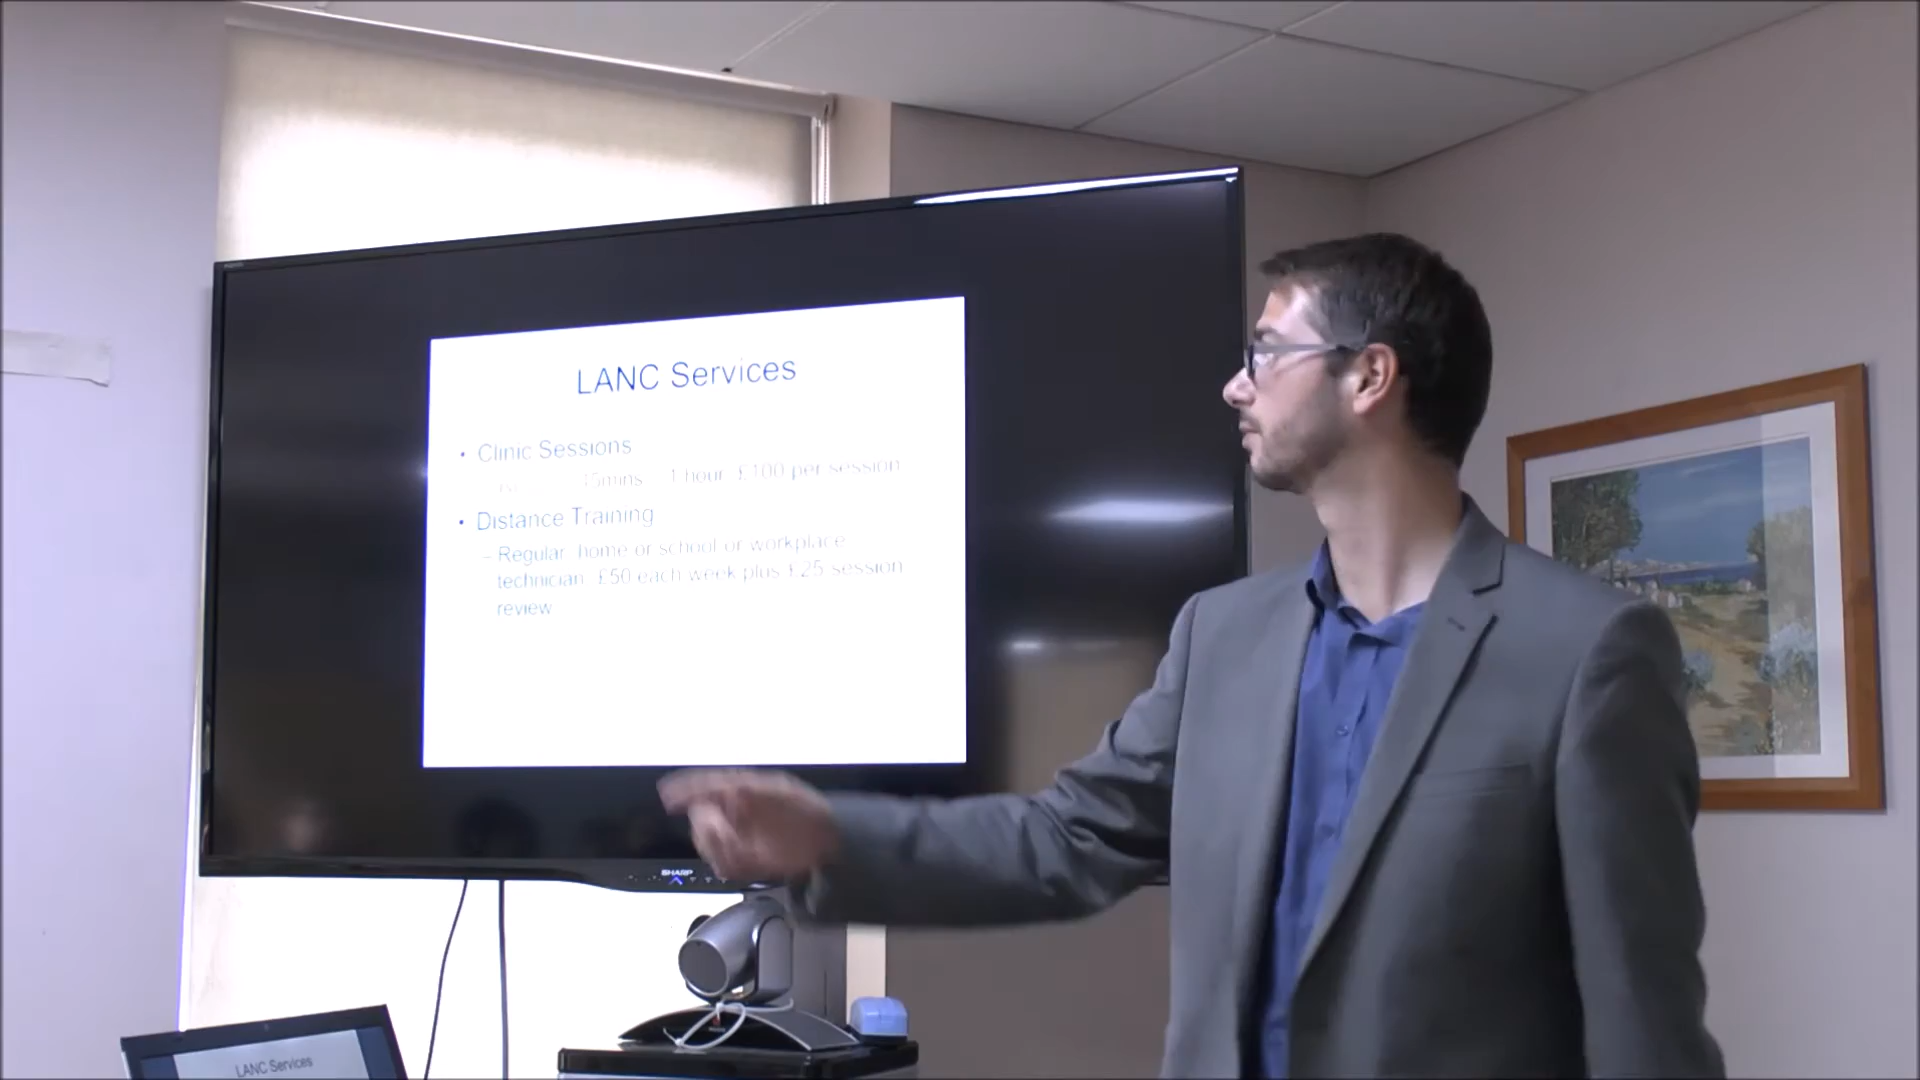 LANC Services
• Clinic Sessions
45mins 1 hour £100 per session
• Distance Training
– Regular home or school or workplace
technician £50 each week plus £25 session
review
SHARP
LANC Services